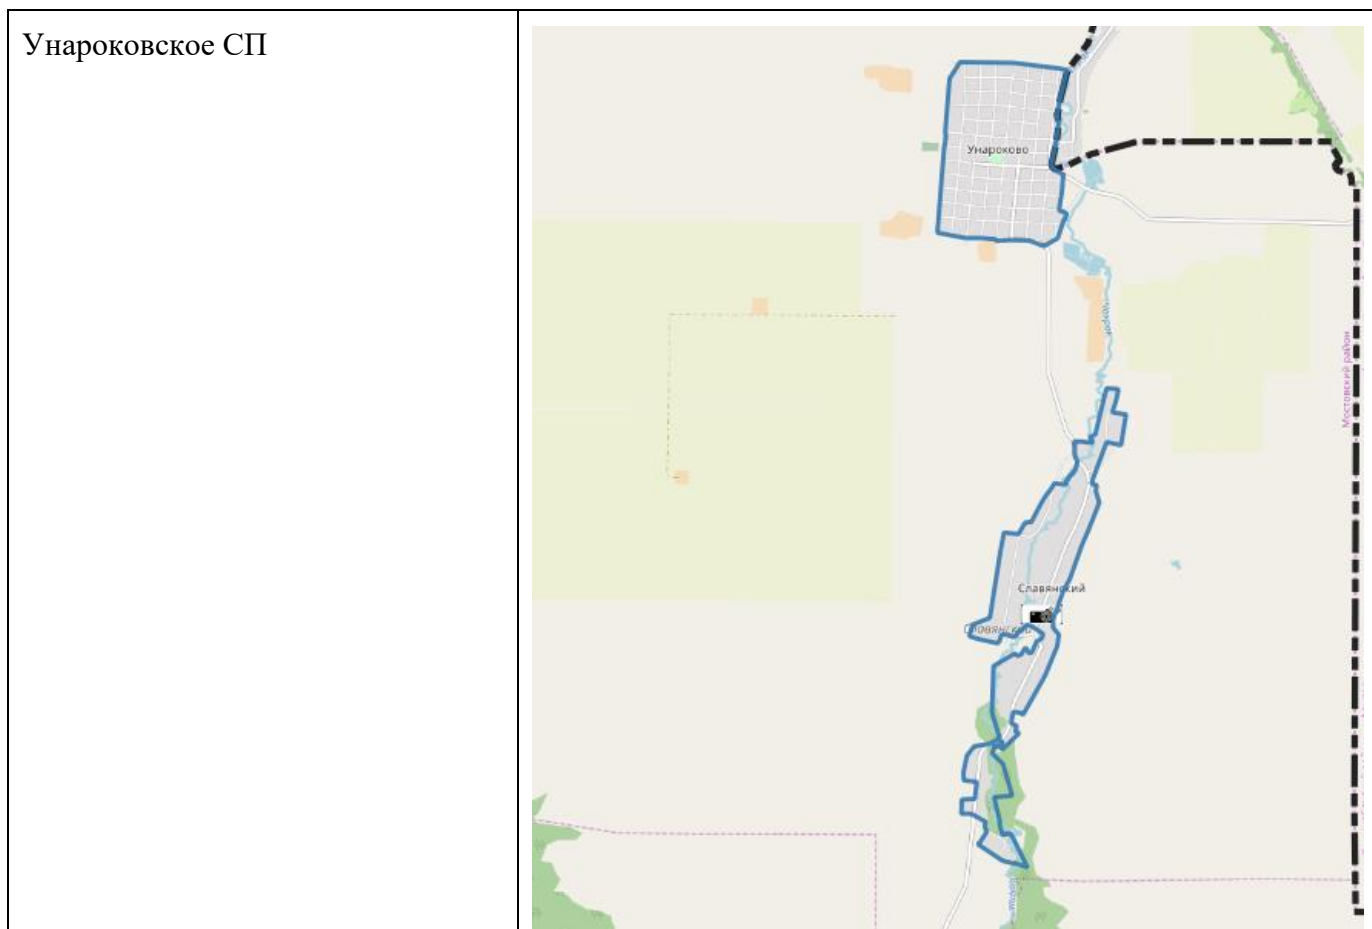 Унароковское СП
Унароково
Мостовский район
Славянский